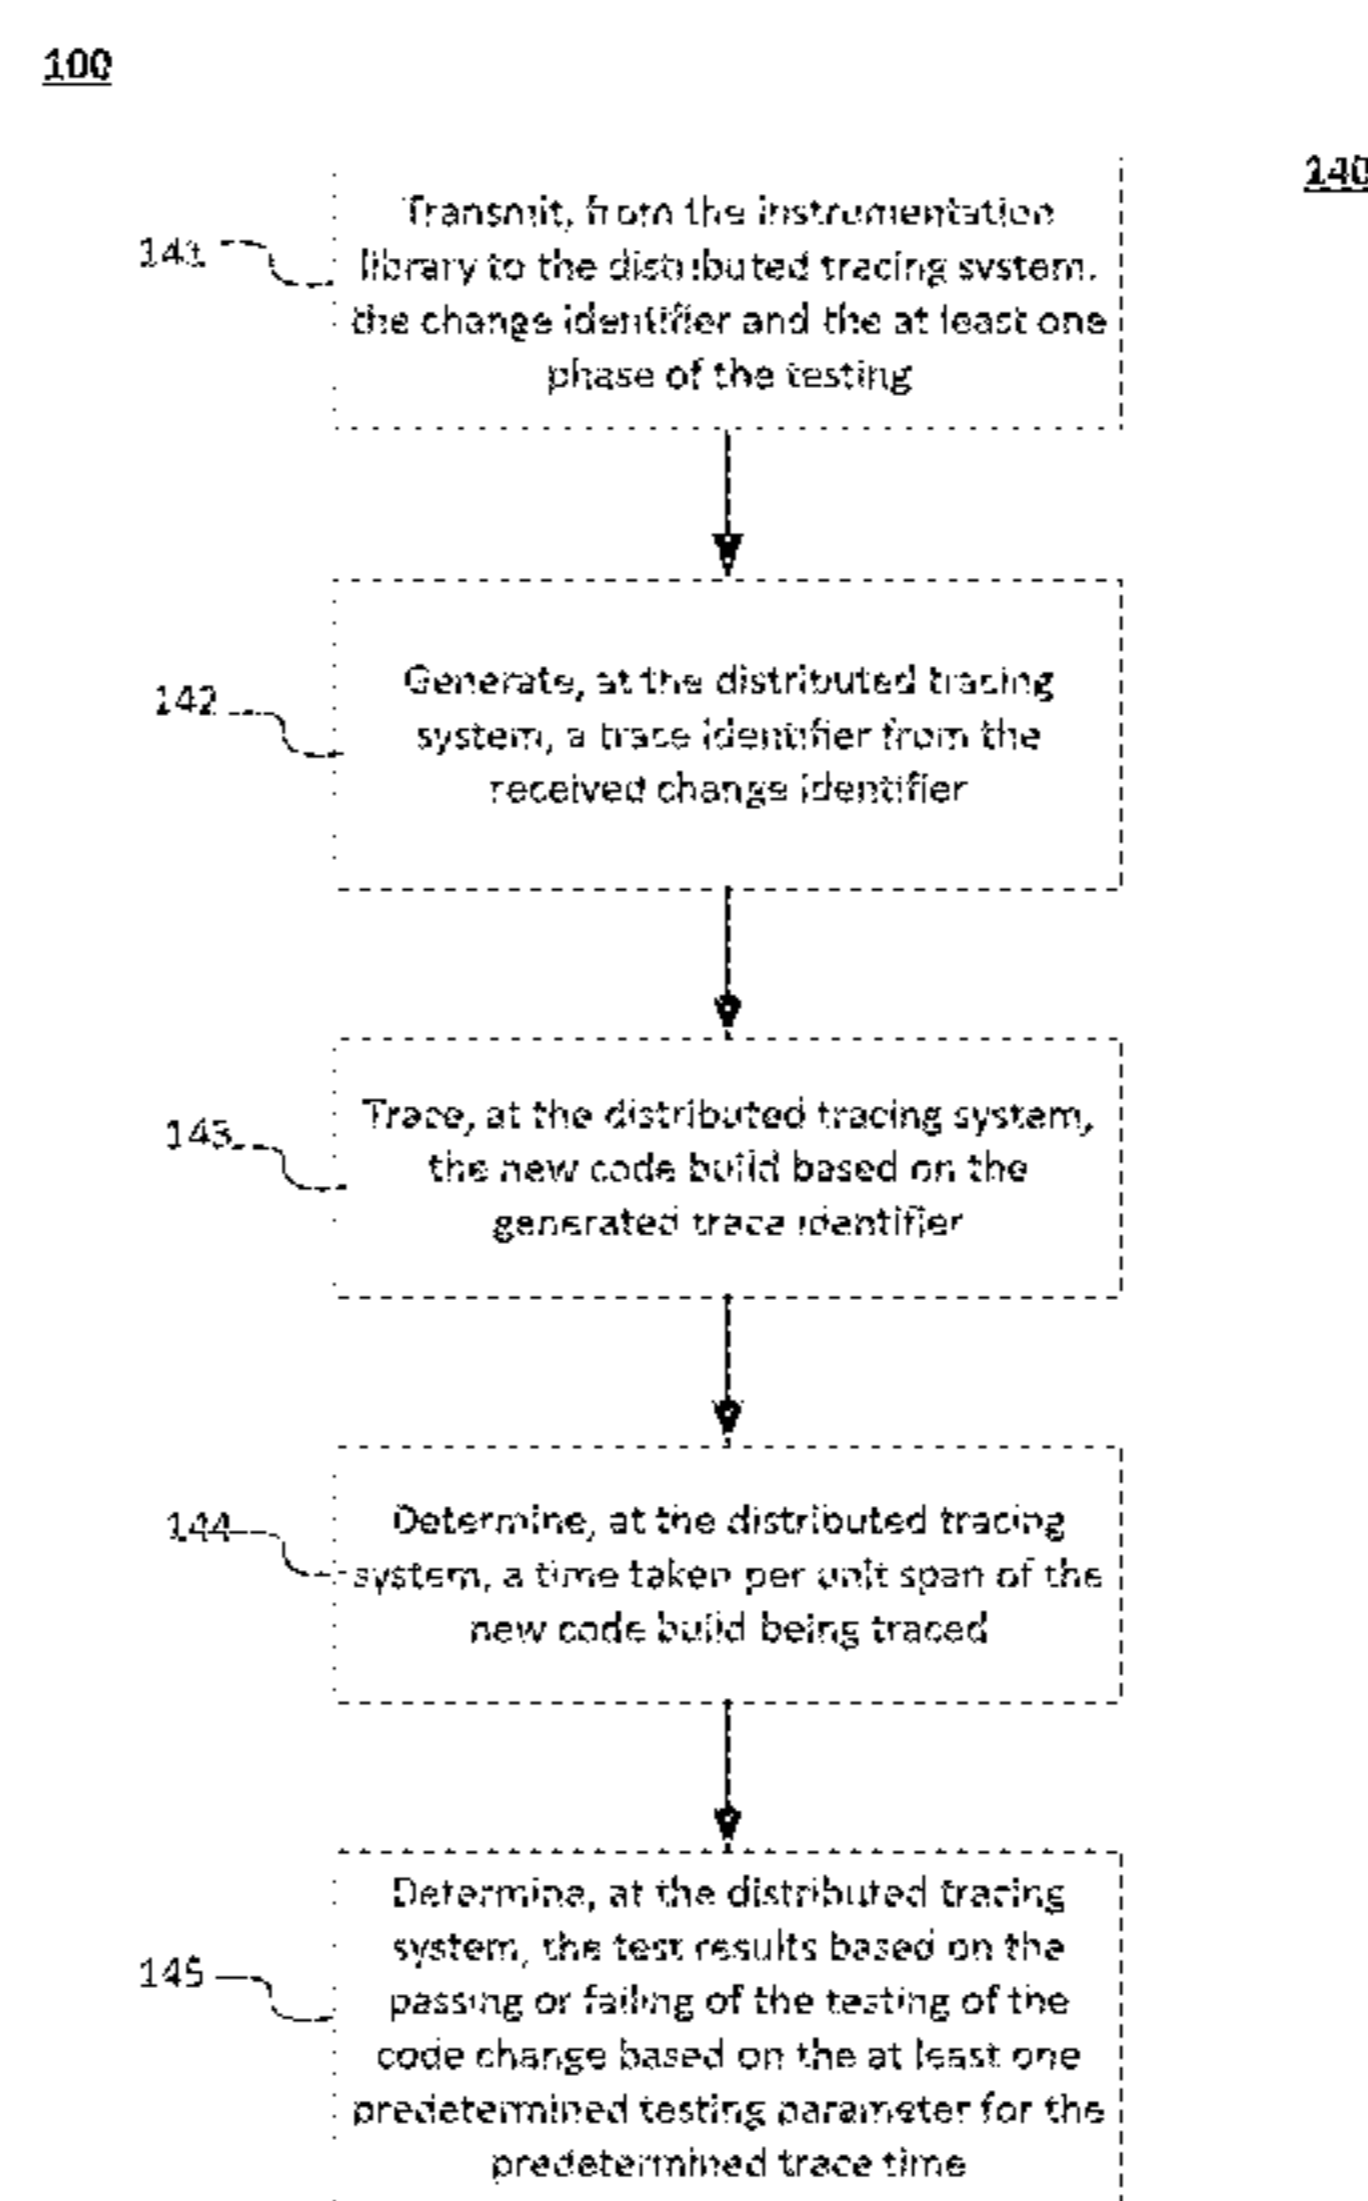 100
140
Transmit, from the instrumentation
library to the distributed tracing system,
the change identifier and the at least one
phase of the testing
141
Generate, at the distributed tracing
system, a trace identifier from the
received change identifier
142
Trace, at the distributed tracing system,
the new code build based on the
generated trace identifier
143
Determine, at the distributed tracing
system, a time taken per unit span of the
new code build being traced
144
Determine, at the distributed tracing
system, the test results based on the
passing or failing of the testing of the
code change based on the at least one
predetermined testing parameter for the
predetermined trace time
145